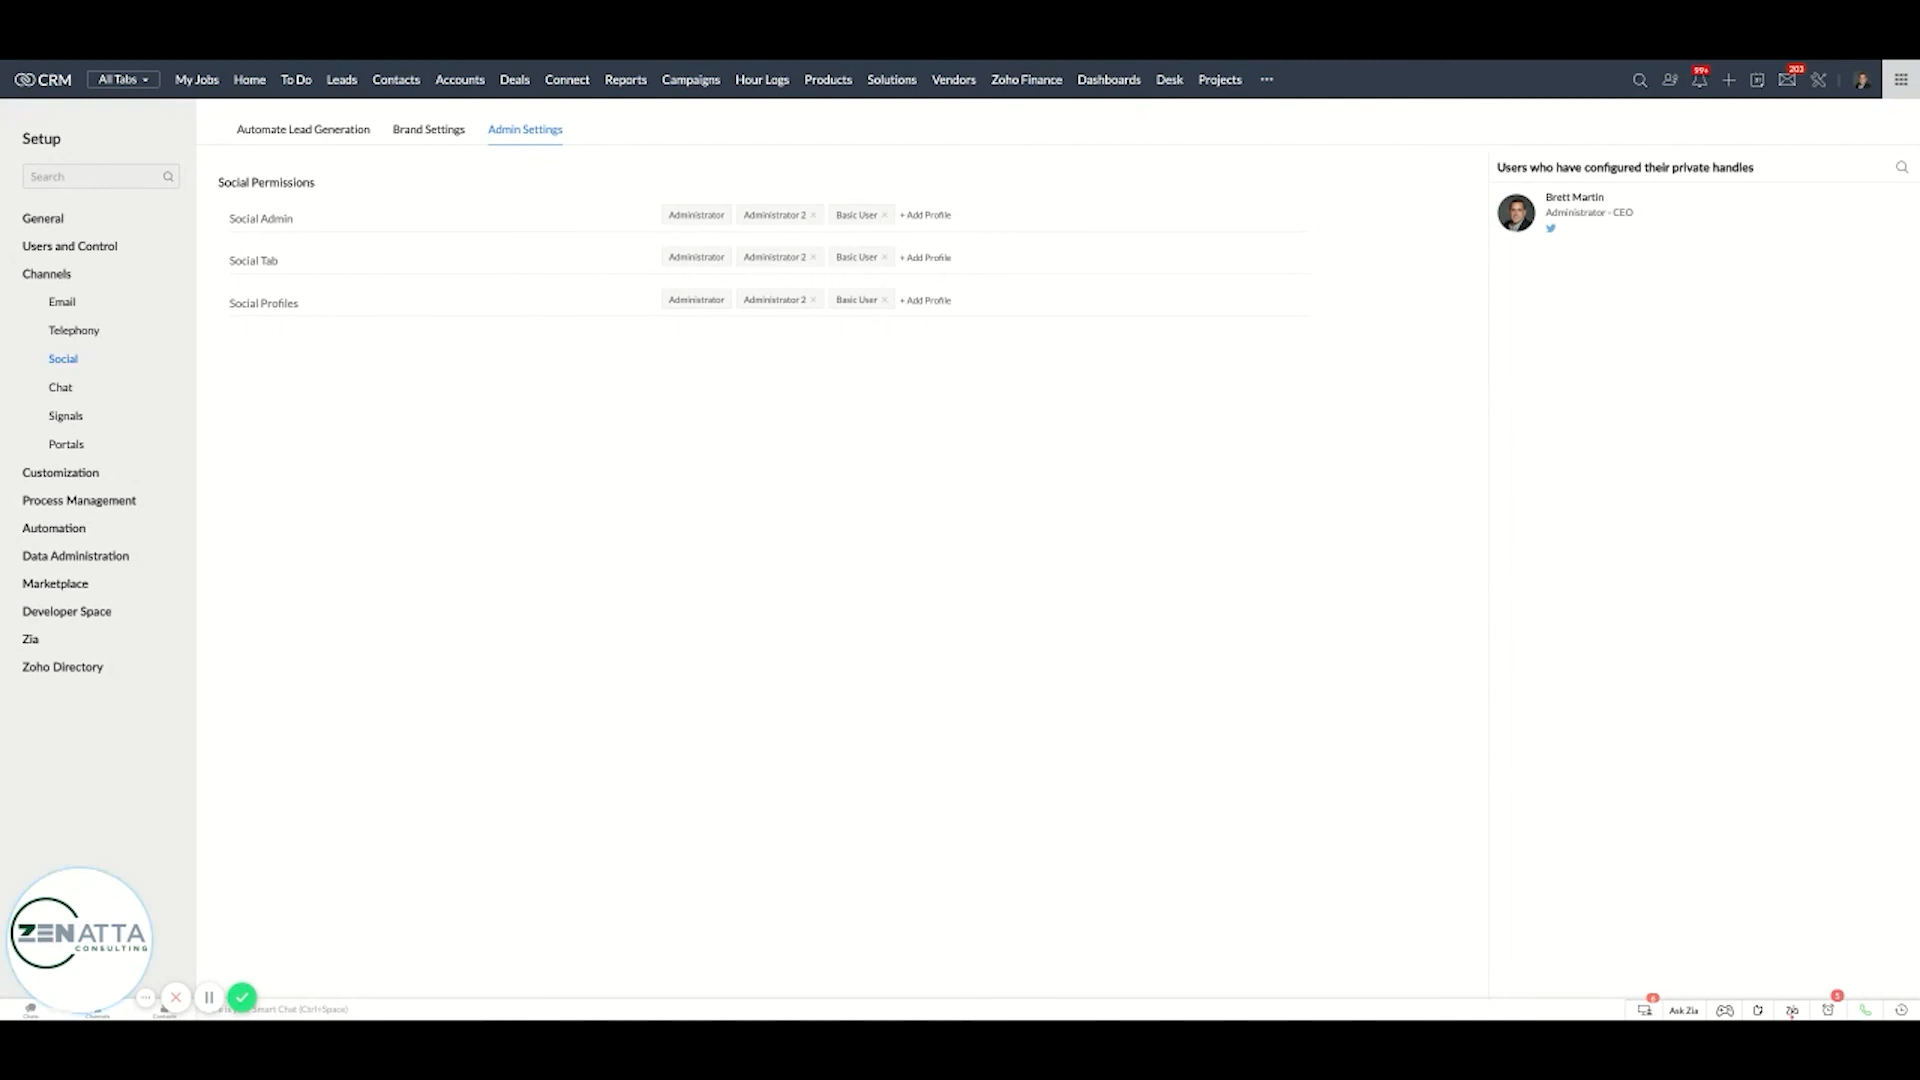 CRM All Tabs My Jobs Home To Do Leads Contacts Accounts Deals Connect Reports Campaigns Hour Logs Products Solutions Vendors Zoho Finance Dashboards Desk Projects ••• 99+ 203
Setup
Search
General
Users and Control
Channels
Email
Telephony
Social
Chat
Signals
Portals
Customization
Process Management
Automation
Data Administration
Marketplace
Developer Space
Zia
Zoho Directory
Automate Lead Generation Brand Settings Admin Settings
Social Permissions
Social Admin Administrator Administrator 2 × Basic User × + Add Profile
Social Tab Administrator Administrator 2 × Basic User × + Add Profile
Social Profiles Administrator Administrator 2 × Basic User × + Add Profile
Users who have configured their private handles
Brett Martin
Administrator - CEO
ZENATTA
CONSULTING
Smart Chat (Ctrl+Space)
Ask Zia
5